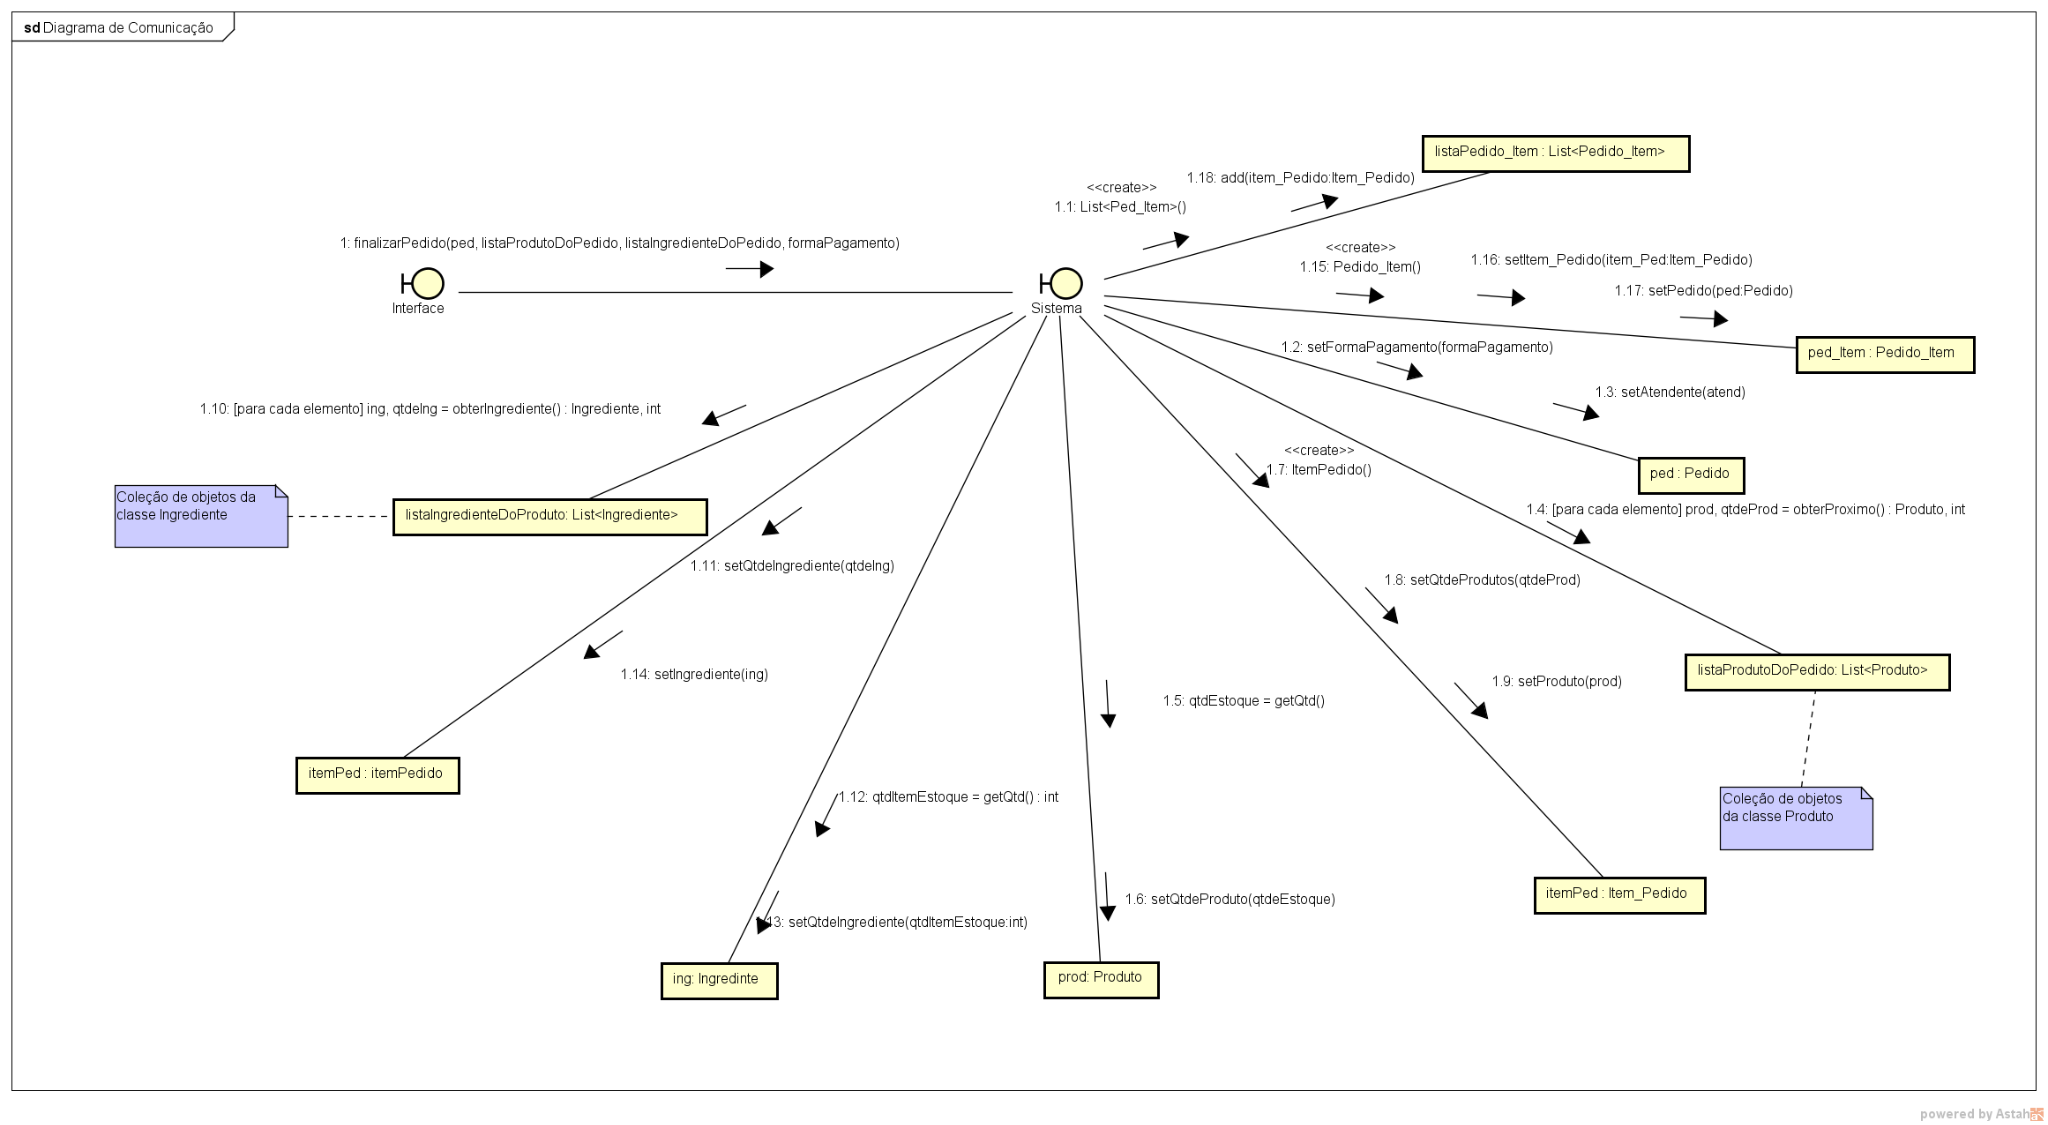 sd Diagrama de Comunicação
listaPedido_Item : List<Pedido_Item>
1.18: add(item_Pedido:Item_Pedido)
<<create>>
1.1: List<Ped_Item>()
1: finalizarPedido(ped, listaProdutoDoPedido, listaIngredienteDoPedido, formaPagamento)
<<create>>
1.15: Pedido_Item()
1.16: setItem_Pedido(item_Ped:Item_Pedido)
1.17: setPedido(ped:Pedido)
Interface
Sistema
1.2: setFormaPagamento(formaPagamento)
ped_Item : Pedido_Item
1.3: setAtendente(atend)
1.10: [para cada elemento] ing, qtdeIng = obterIngrediente() : Ingrediente, int
<<create>>
1.7: ItemPedido()
ped : Pedido
Coleção de objetos da
classe Ingrediente
listaIngredienteDoProduto: List<Ingrediente>
1.4: [para cada elemento] prod, qtdeProd = obterProximo() : Produto, int
1.11: setQtdeIngrediente(qtdeIng)
1.8: setQtdeProdutos(qtdeProd)
1.14: setIngrediente(ing)
listaProdutoDoPedido: List<Produto>
1.9: setProduto(prod)
1.5: qtdEstoque = getQtd()
itemPed : itemPedido
1.12: qtdItemEstoque = getQtd() : int
Coleção de objetos
da classe Produto
itemPed : Item_Pedido
1.6: setQtdeProduto(qtdeEstoque)
13: setQtdeIngrediente(qtdItemEstoque:int)
ing: Ingredinte
prod: Produto
powered by Astah